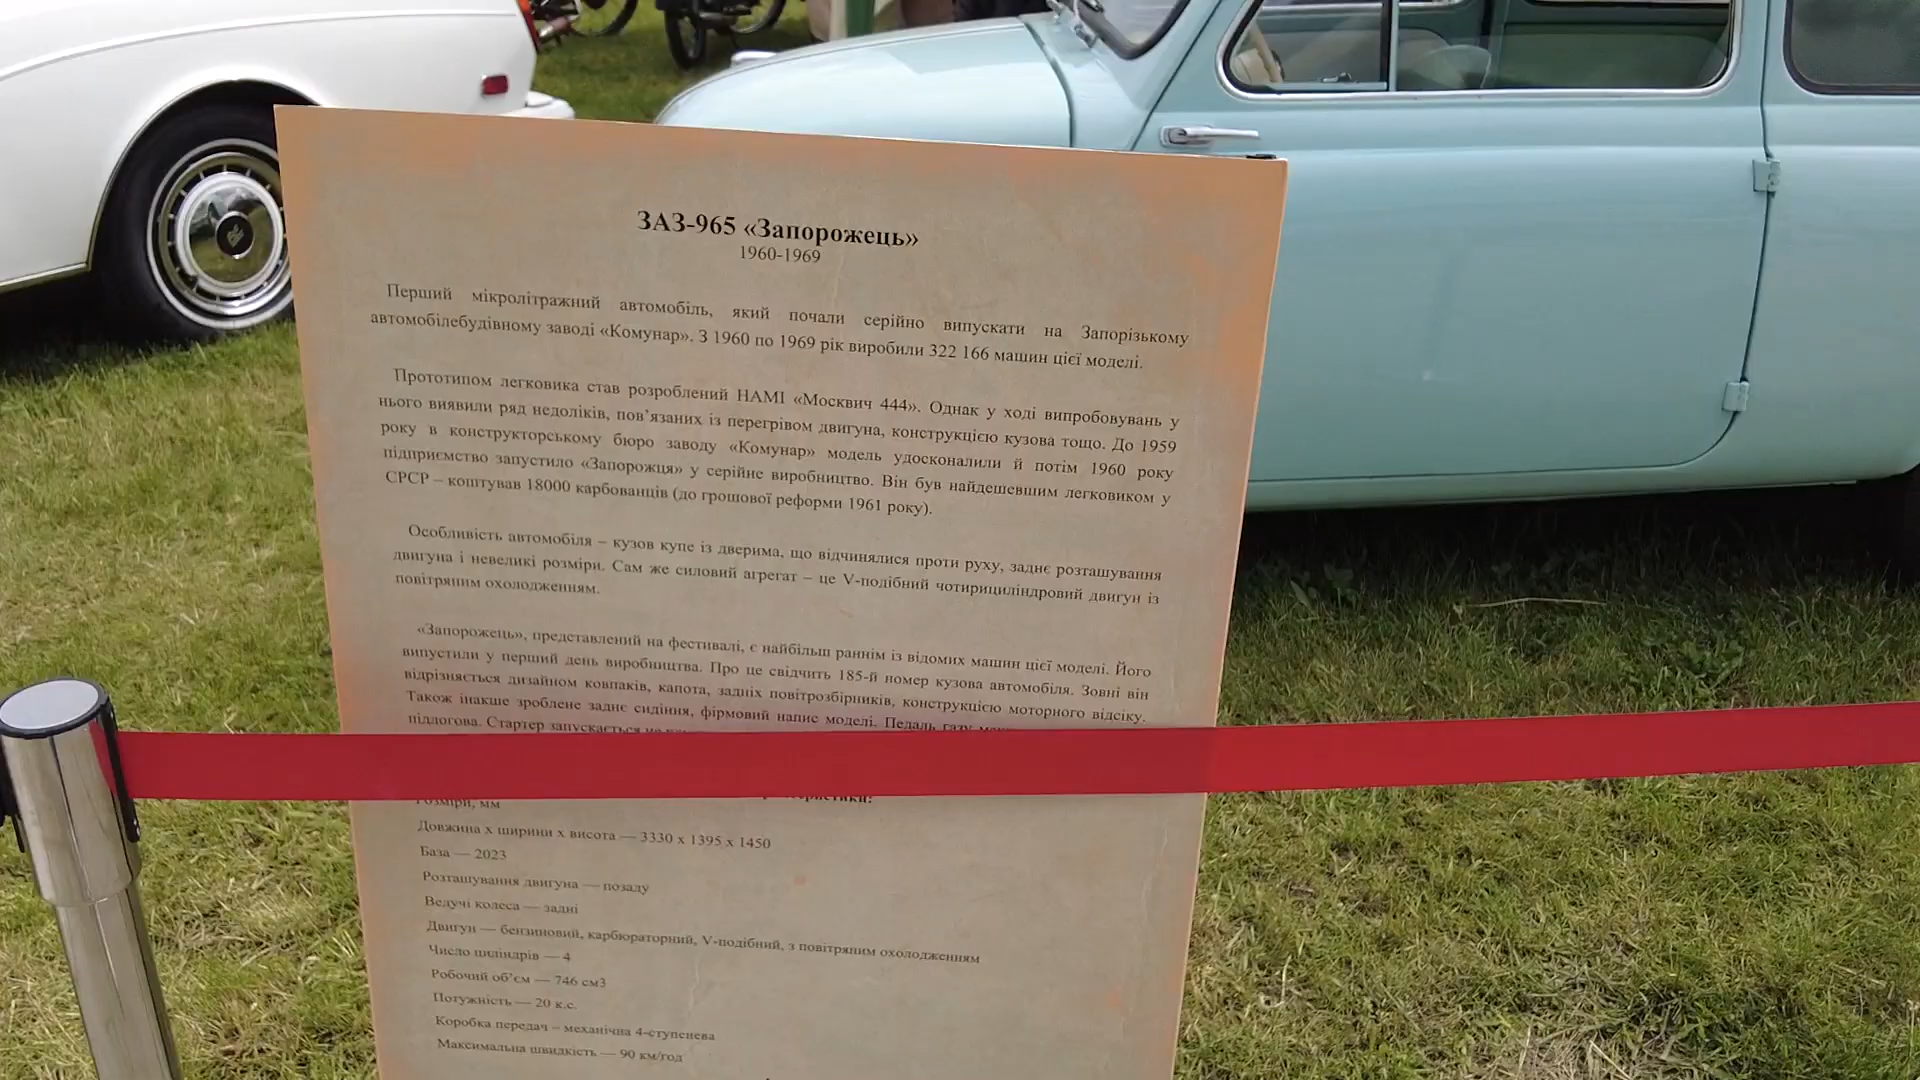 ЗАЗ-965 «Запорожець»
1960-1969
Перший мікролітражний автомобіль, який почали серійно випускати на Запорізькому
автомобілебудівному заводі «Комунар». З 1960 по 1969 рік виробили 322 166 машин цієї моделі.
Прототипом легковика став розроблений НАМІ «Москвич 444». Однак у ході випробовувань у
нього виявили ряд недоліків, пов’язаних із перегрівом двигуна, конструкцією кузова тощо. До 1959
року в конструкторському бюро заводу «Комунар» модель удосконалили й потім 1960 року
підприємство запустило «Запорожця» у серійне виробництво. Він був найдешевшим легковиком у
СРСР – коштував 18000 карбованців (до грошової реформи 1961 року).
Особливість автомобіля – кузов купе із дверима, що відчинялися проти руху, заднє розташування
двигуна і невеликі розміри. Сам же силовий агрегат – це V-подібний чотирициліндровий двигун із
повітряним охолодженням.
«Запорожець», представлений на фестивалі, є найбільш раннім із відомих машин цієї моделі. Його
випустили у перший день виробництва. Про це свідчить 185-й номер кузова автомобіля. Зовні він
відрізняється дизайном ковпаків, капота, задніх повітрозбірників, конструкцією моторного відсіку.
Також інакше зроблене заднє сидіння, фірмовий напис моделі. Педаль газу
підлогова. Стартер запускається
Розміри, мм
Довжина х ширини х висота — 3330 х 1395 х 1450
База — 2023
Розташування двигуна — позаду
Ведучі колеса — задні
Двигун — бензиновий, карбюраторний, V-подібний, з повітряним охолодженням
Число циліндрів — 4
Робочий об’єм — 746 см3
Потужність — 20 к.с.
Коробка передач – механічна 4-ступенева
Максимальна швидкість — 90 км/год